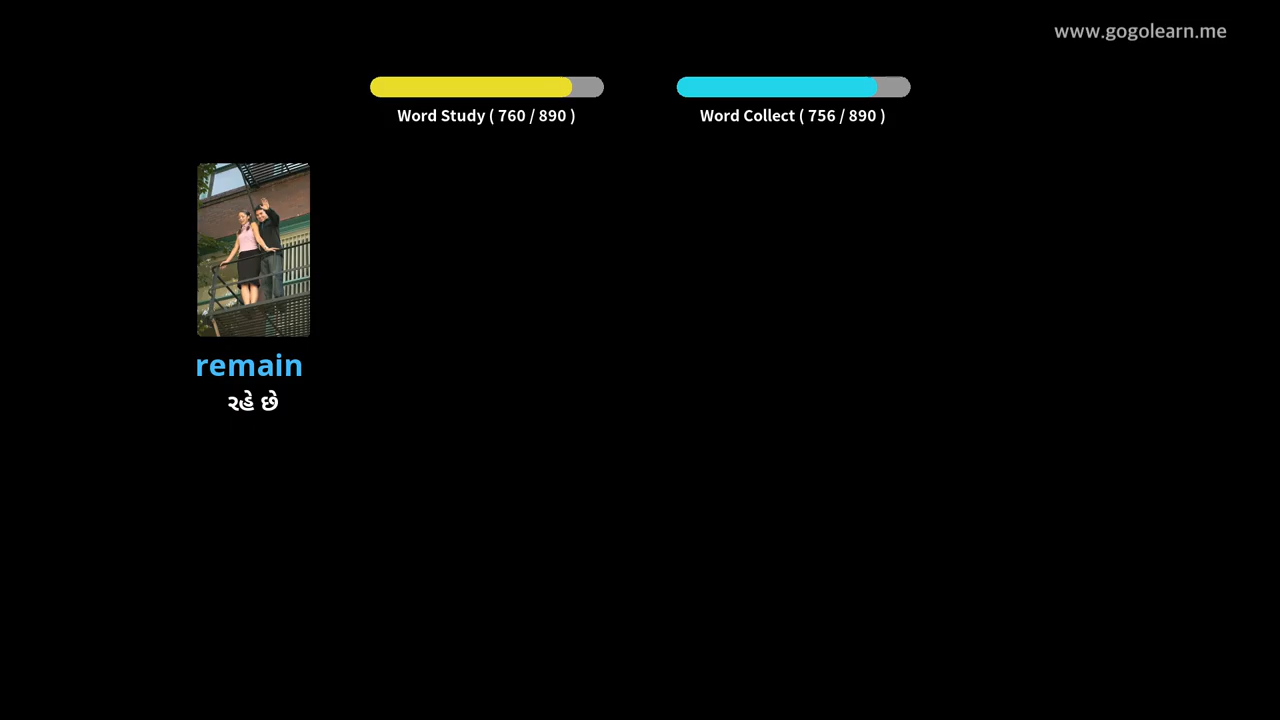 www.gogolearn.me
Word Study ( 760 / 890 )
Word Collect ( 756 / 890 )
remain
રહે છે